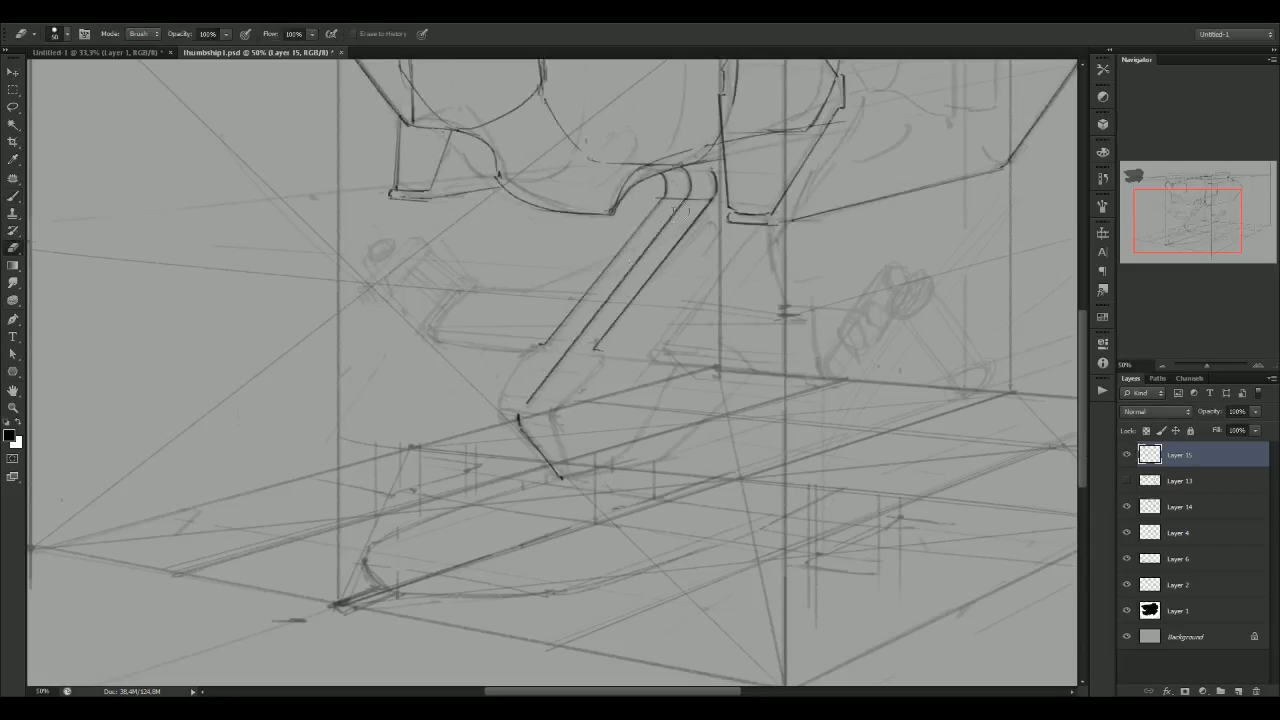 50
Mode: Brush
Opacity: 100%
Flow: 100%
Erase to History
Untitled-1
Untitled-1 @ 33,3% (Layer 1, RGB/8) *
thumbship1.psd @ 50% (Layer 15, RGB/8) *
Navigator
50%
Layers Paths Channels
Kind
Normal
Opacity: 100%
Lock:
Fill: 100%
Layer 15
Layer 13
Layer 14
Layer 4
Layer 6
Layer 2
Layer 1
Background
50%
Doc: 38,4M/124,8M